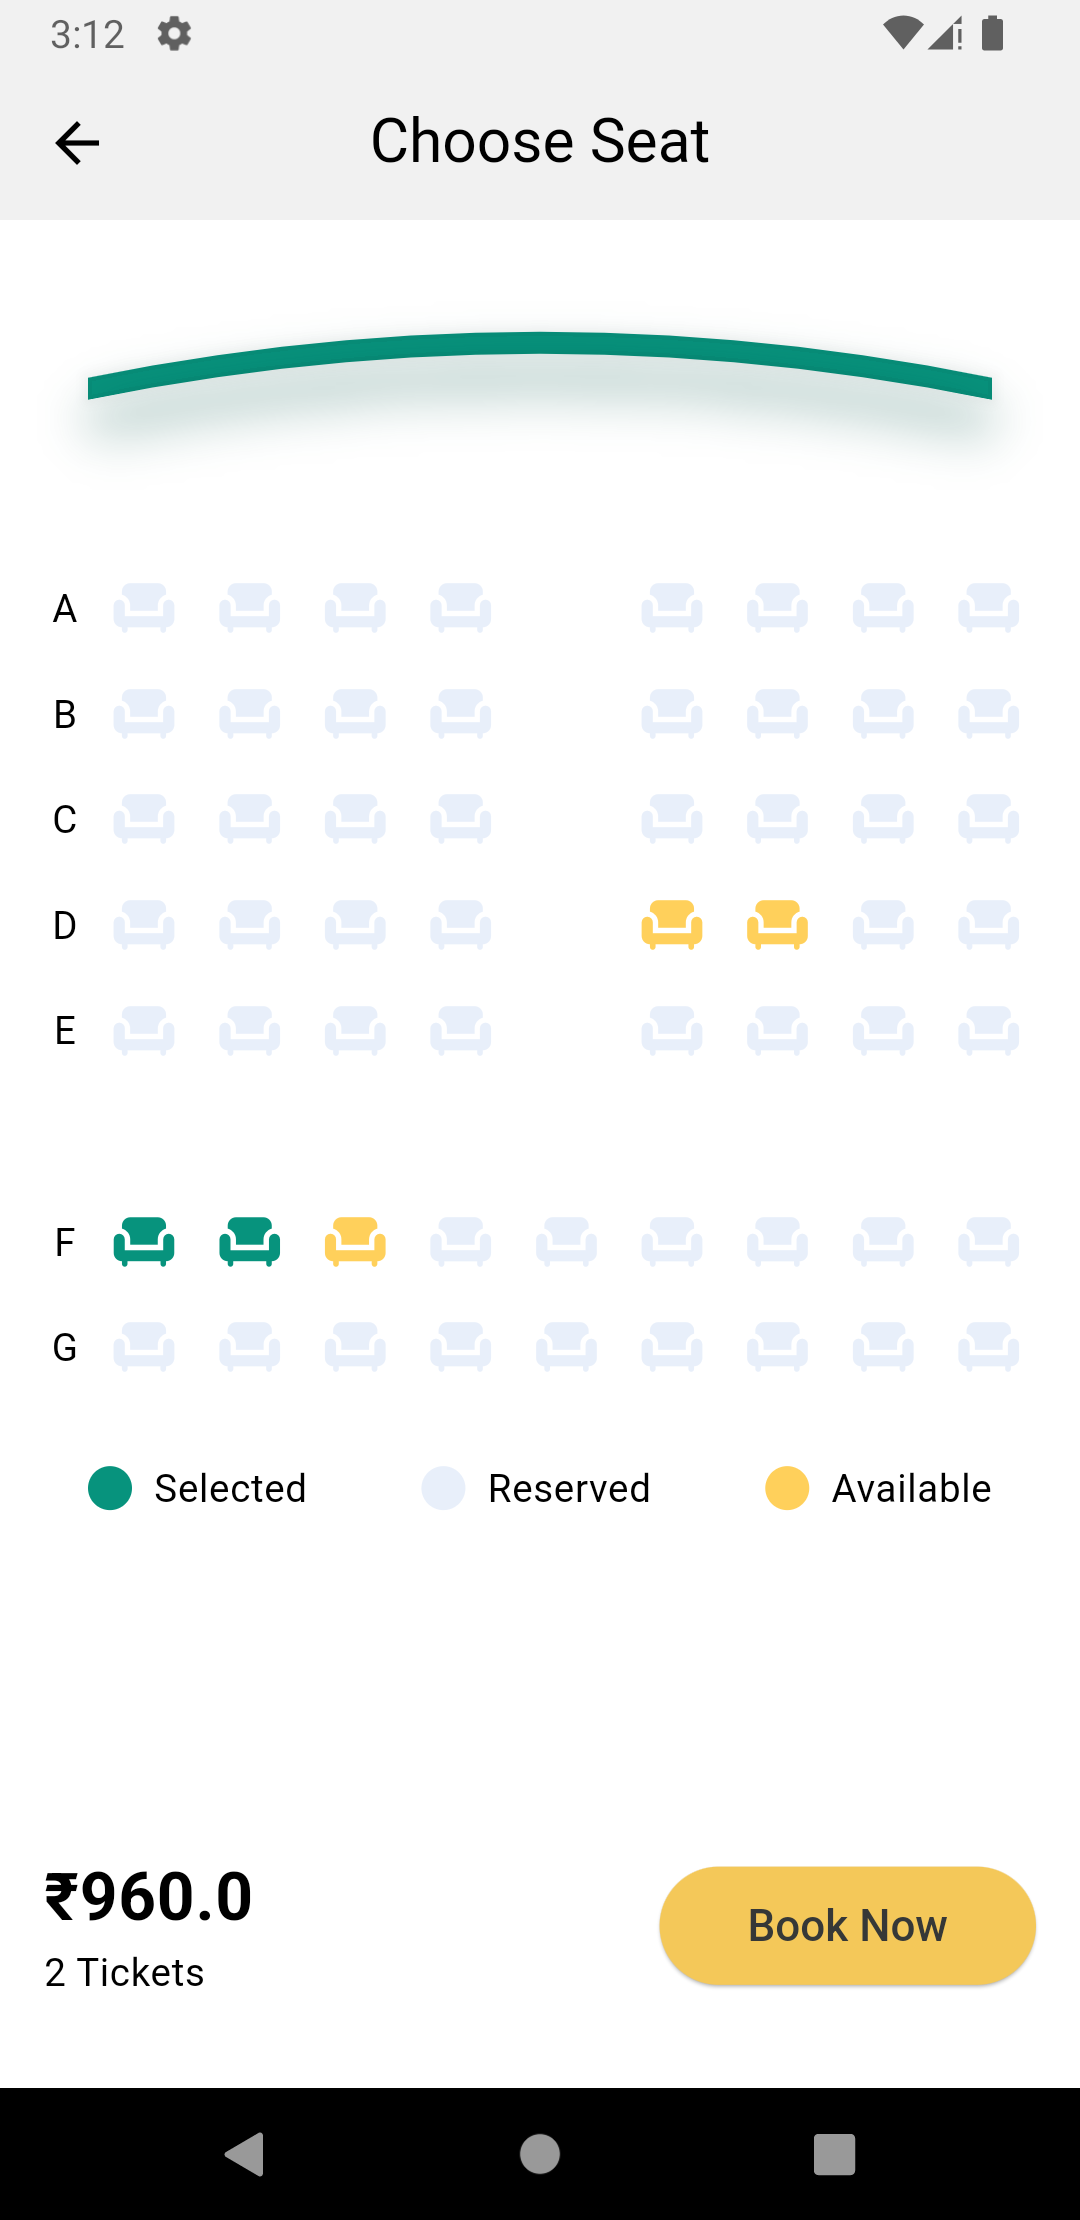 3:12
Choose Seat
A
B
C
D
E
F
G
Selected Reserved Available
₹960.0
2 Tickets
Book Now